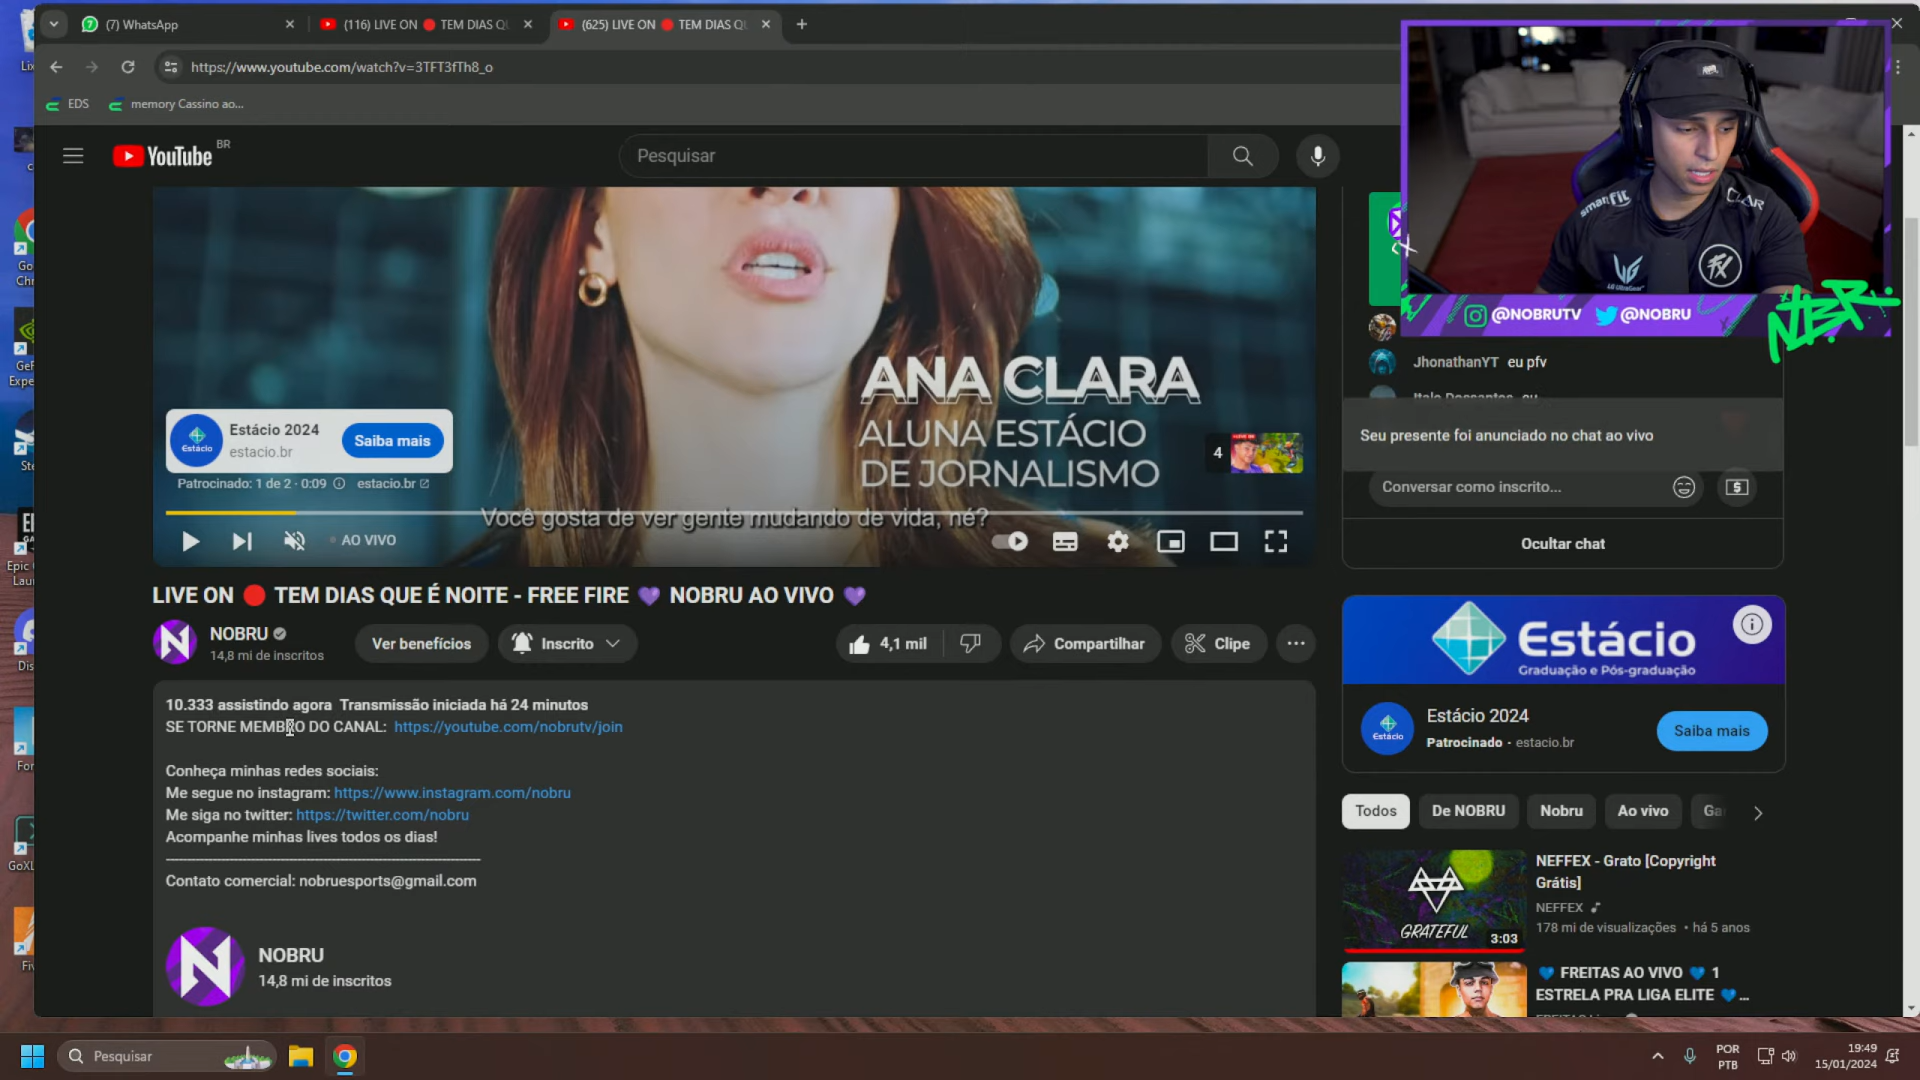 (7) WhatsApp
(116) LIVE ON 🔴 TEM DIAS QU
(625) LIVE ON 🔴 TEM DIAS QU
https://www.youtube.com/watch?v=3TFT3fTh8_o
EDS
memory Cassino ao...
YouTube BR
Pesquisar
ANA CLARA
ALUNA ESTÁCIO
DE JORNALISMO
Estácio
Estácio 2024
estacio.br
Saiba mais
4
Patrocinado: 1 de 2 · 0:09
estacio.br
Você gosta de ver gente mudando de vida, né?
AO VIVO
LIVE ON 🔴 TEM DIAS QUE É NOITE - FREE FIRE 💜 NOBRU AO VIVO 💜
NOBRU
14,8 mi de inscritos
Ver benefícios
Inscrito
4,1 mil
Compartilhar
Clipe
10.333 assistindo agora Transmissão iniciada há 24 minutos
SE TORNE MEMBRO DO CANAL: https://youtube.com/nobrutv/join
Conheça minhas redes sociais:
Me segue no instagram: https://www.instagram.com/nobru
Me siga no twitter: https://twitter.com/nobru
Acompanhe minhas lives todos os dias!
Contato comercial: nobruesports@gmail.com
NOBRU
14,8 mi de inscritos
smartfit
CLAR
LG UltraGear
FX
@NOBRUTV
@NOBRU
NBR
JhonathanYT eu pfv
Seu presente foi anunciado no chat ao vivo
Conversar como inscrito...
Ocultar chat
Estácio
Graduação e Pós-graduação
Estácio
Estácio 2024
Patrocinado · estacio.br
Saiba mais
Todos
De NOBRU
Nobru
Ao vivo
Ga
GRATEFUL
3:03
NEFFEX - Grato [Copyright
Grátis]
NEFFEX
178 mi de visualizações • há 5 anos
💙 FREITAS AO VIVO 💙 1
ESTRELA PRA LIGA ELITE 💙...
Pesquisar
POR
PTB
19:49
15/01/2024